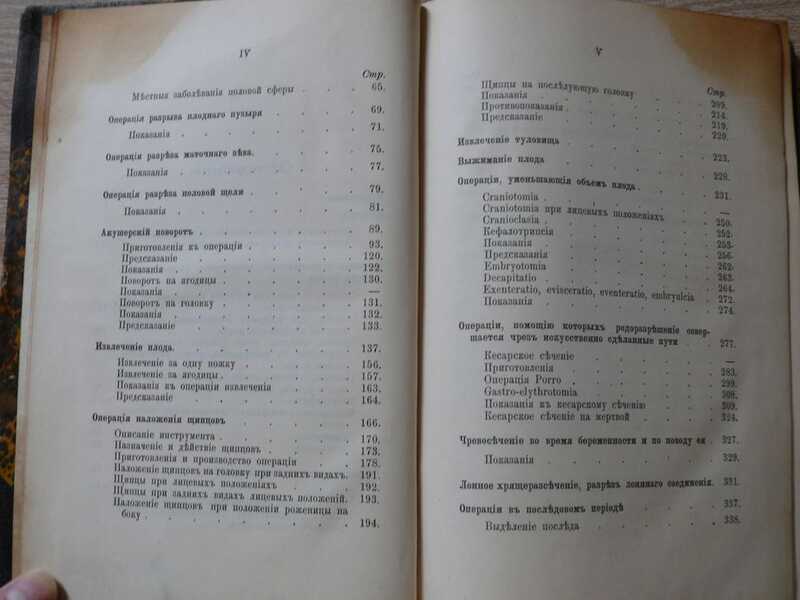 IV
Стр.
Мѣстныя заболѣванія половой сферы . . . 65.
Операція разрыва плоднаго пузыря . . . 69.
Показанія . . . 71.
Операція разрѣза маточнаго зѣва. . . . 75.
Показанія . . . 77.
Операція разрѣза половой щели . . . 79.
Показанія . . . 81.
Акушерскій поворотъ . . . 89.
Приготовленія къ операціи . . . 93.
Предсказаніе . . . 120.
Показанія . . . 122.
Поворотъ на ягодицы . . . 130.
Показанія . . . —
Поворотъ на головку . . . 131.
Показанія . . . 132.
Предсказаніе . . . 133.
Извлеченіе плода. . . . 137.
Извлеченіе за одну ножку . . . 156.
Извлеченіе за ягодицы . . . 157.
Показанія къ операціи извлеченія . . . 163.
Предсказаніе . . . 164.
Операція наложенія щипцовъ . . . 166.
Описаніе инструмента . . . 170.
Назначеніе и дѣйствіе щипцовъ . . . 173.
Приготовленія и производство операціи . . . 178.
Наложеніе щипцовъ на головку при заднихъ видахъ. 191.
Щипцы при лицевыхъ положеніяхъ . . . 192.
Щипцы при заднихъ видахъ лицевыхъ положеній. 193.
Наложеніе щипцовъ при положеніи роженицы на
боку . . . 194.
V
Стр.
Щипцы на послѣдующую головку . . . 209.
Показанія . . . 214.
Противопоказанія . . . 219.
Предсказаніе . . . 220.
Извлеченіе туловища . . . 223.
Выжиманіе плода . . . 228.
Операціи, уменьшающія объемъ плода . . . 231.
Craniotomia . . . —
Craniotomia при лицевыхъ положеніяхъ . . . 250.
Cranioclasia . . . 252.
Кефалотрипсія . . . 253.
Показанія . . . 256.
Предсказанія . . . 262.
Embryotomia . . . 263.
Decapitatio . . . 264.
Exenteratio, evisceratio, eventeratio, embryulcia . 272.
Показанія . . . 274.
Операціи, помощію которыхъ родоразрѣшеніе совер-
шается чрезъ искусственно сдѣланные пути . 277.
Кесарское сѣченіе . . . —
Приготовленія . . . 283.
Операція Porro . . . 299.
Gastro-elythrotomia . . . 308.
Показанія къ кесарскому сѣченію . . . 309.
Кесарское сѣченіе на мертвой . . . 324.
Чревосѣченіе во время беременности и по поводу ея . 327.
Показанія . . . 329.
Лонное хрящеразсѣченіе, разрѣзъ лоннаго соединенія. 331.
Операціи въ послѣдовомъ періодѣ . . . 337.
Выдѣленіе послѣда . . . 338.